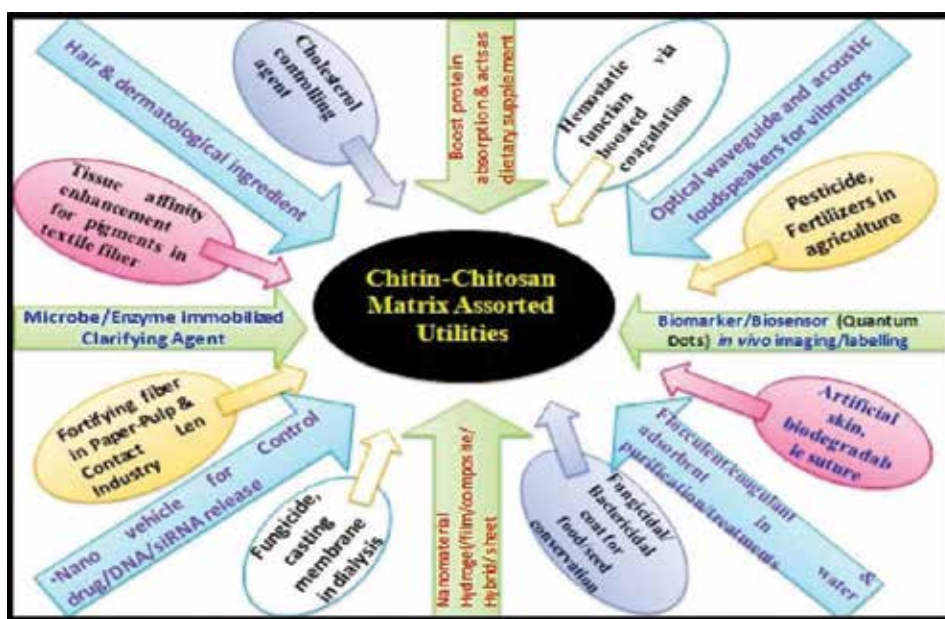 Hair & dermatological ingredient
Cholesterol
controlling
agent
Boost protein
absorption & actsas
dietary supplement
Hemostatic via
function
boosted
coagulation
Optical waveguide and acoustic
loudspeakers for vibrators
Tissue affinity
enhancement
for pigments in
textile fiber
Pesticide,
Fertilizers in
agriculture
Chitin-Chitosan
Matrix Assorted
Utilities
Microbe/Enzyme Immobilized
Clarifying Agent
Biomarker/Biosensor (Quantum
Dots) in vivo imaging/labelling
Fortifying fiber
in Paper-Pulp &
Contact Len
Industry
Artificial
skin,
biodegradab
le suture
-Nano vehicle for Control
drug/DNA/siRNA release
Fungicide,
casting
membrane
indialysis
Nanomaterial
Hydrogel/film/composite/
Hybrid/sheet
Fungicidal/
Bactericidal
coat for
food/seed
conservation
Flocculent/coagulant &
adsorbent in water
purification/treatments